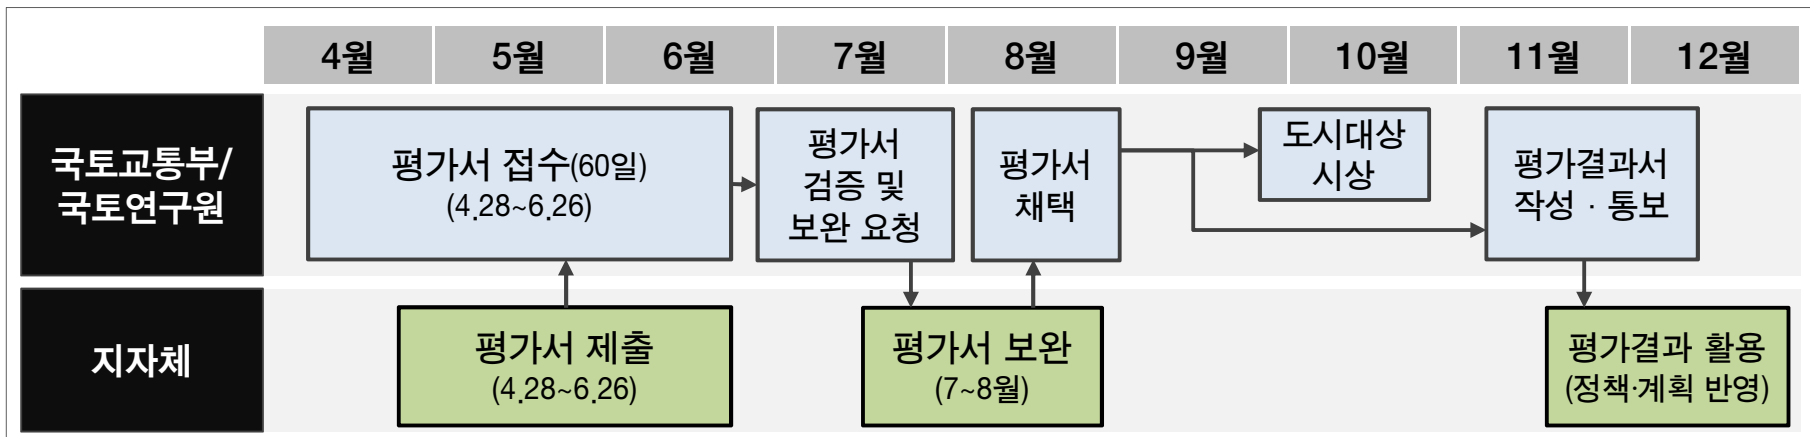 4월 5월 6월 7월 8월 9월 10월 11월 12월
국토교통부/
국토연구원
평가서 접수(60일)
(4.28~6.26)
평가서
검증 및
보완 요청
평가서
채택
도시대상
시상
평가결과서
작성 · 통보
지자체
평가서 제출
(4.28~6.26)
평가서 보완
(7~8월)
평가결과 활용
(정책·계획 반영)